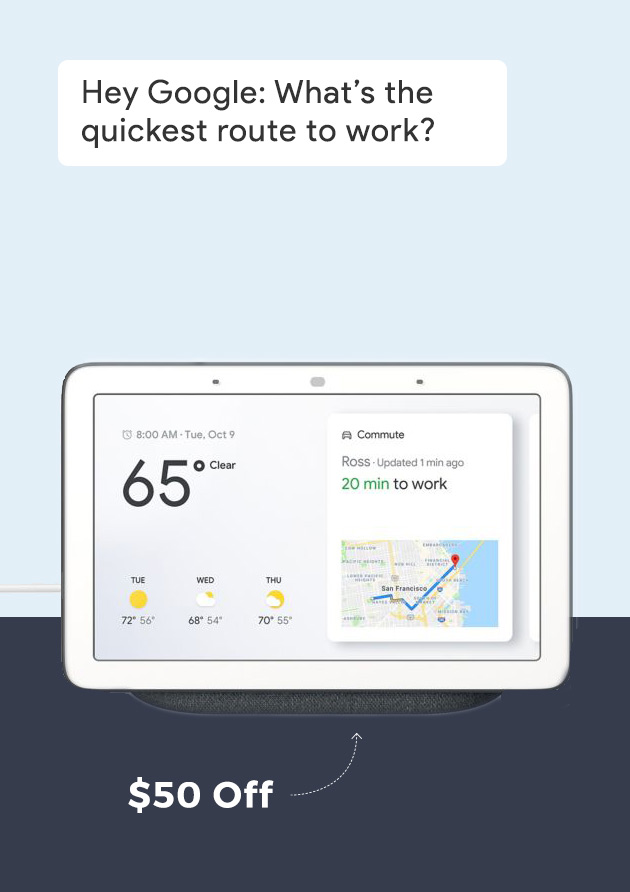 Hey Google: What's the
quickest route to work?
8:00 AM · Tue, Oct 9
65° Clear
TUE
72° 56°
WED
68° 54°
THU
70° 55°
Commute
Ross · Updated 1 min ago
20 min to work
San Francisco
$50 Off